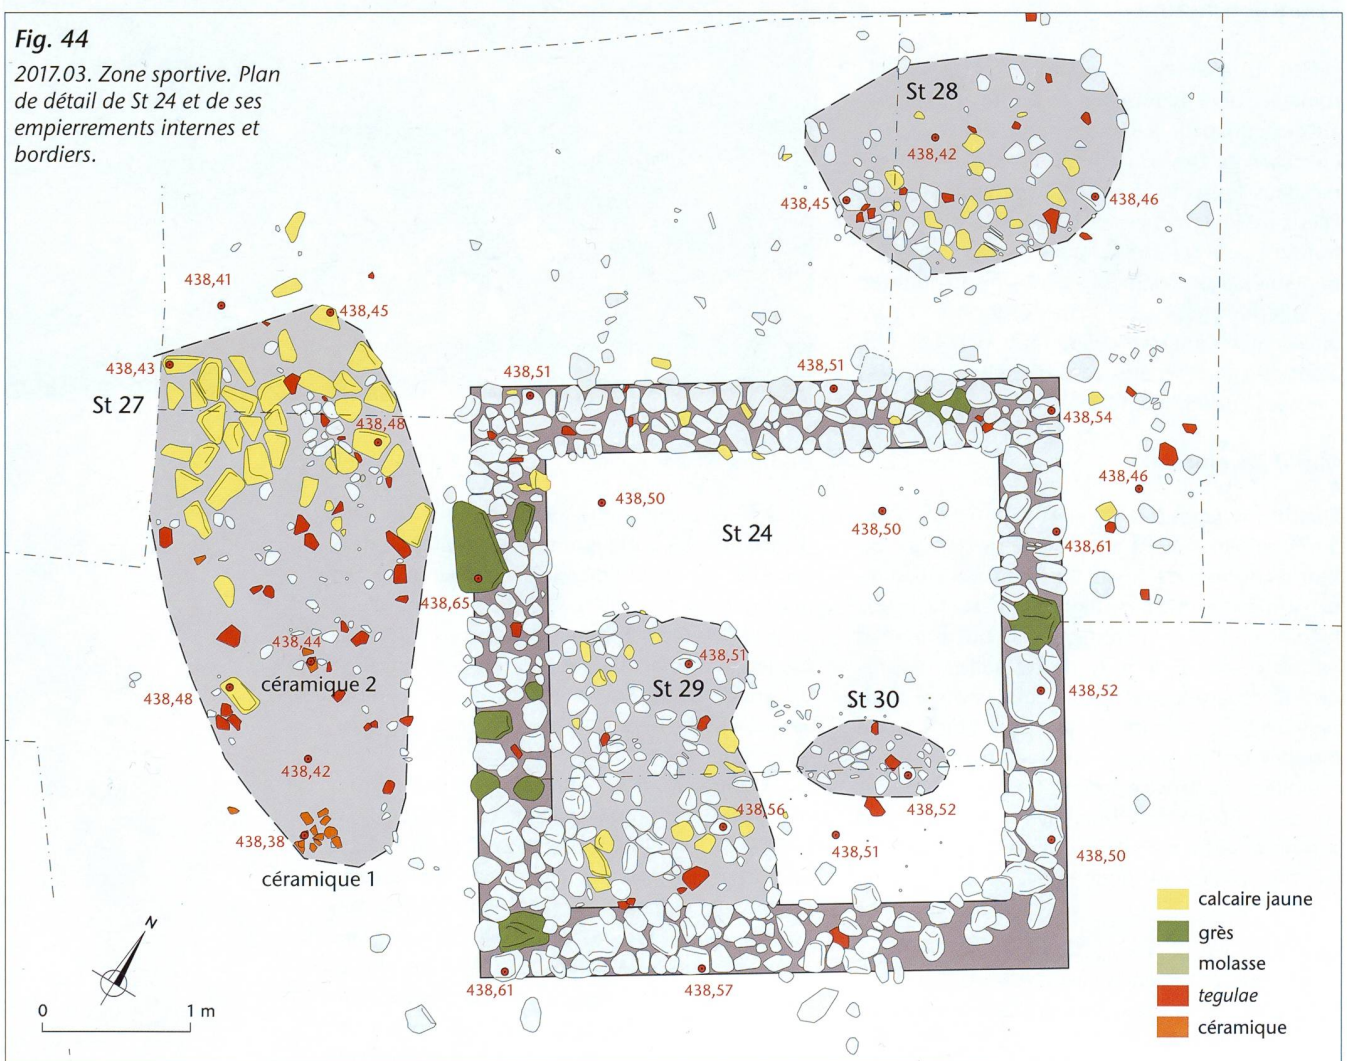 Fig. 44
2017.03. Zone sportive. Plan
de détail de St 24 et de ses
empierrements internes et
bordiers.
St 28
438,42
438,45
438,46
438,41
438,45
438,43
St 27
438,48
438,51
438,51
438,54
438,46
438,50
438,50
St 24
438,61
438,65
438,44
céramique 2
438,48
438,51
St 29
St 30
438,52
438,42
438,56
438,52
438,38
438,51
438,50
céramique 1
438,61
438,57
N
0
1 m
calcaire jaune
grès
molasse
tegulae
céramique